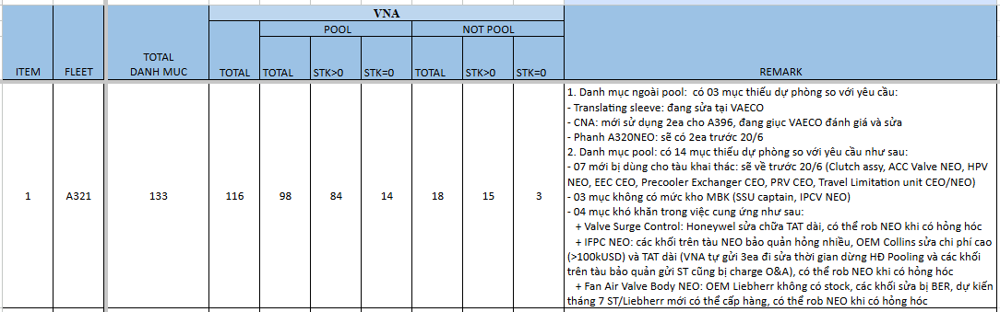 VNA
POOL NOT POOL
ITEM FLEET TOTAL DANH MUC TOTAL TOTAL STK>0 STK=0 TOTAL STK>0 STK=0 REMARK
1 A321 133 116 98 84 14 18 15 3
1. Danh mục ngoài pool: có 03 mục thiếu dự phòng so với yêu cầu:
- Translating sleeve: đang sửa tại VAECO
- CNA: mới sử dụng 2ea cho A396, đang giục VAECO đánh giá và sửa
- Phanh A320NEO: sẽ có 2ea trước 20/6
2. Danh mục pool: có 14 mục thiếu dự phòng so với yêu cầu như sau:
- 07 mới bị dùng cho tàu khai thác: sẽ về trước 20/6 (Clutch assy, ACC Valve NEO, HPV
NEO, EEC CEO, Precooler Exchanger CEO, PRV CEO, Travel Limitation unit CEO/NEO)
- 03 mục không có mức kho MBK (SSU captain, IPCV NEO)
- 04 mục khó khăn trong việc cung ứng như sau:
+ Valve Surge Control: Honeywel sửa chữa TAT dài, có thể rob NEO khi có hỏng hóc
+ IFPC NEO: các khối trên tàu NEO bảo quản hỏng nhiều, OEM Collins sửa chi phí cao
(>100kUSD) và TAT dài (VNA tự gửi 3ea đi sửa thời gian dừng HĐ Pooling và các khối
trên tàu bảo quản gửi ST cũng bị charge O&A), có thể rob NEO khi có hỏng hóc
+ Fan Air Valve Body NEO: OEM Liebherr không có stock, các khối sửa bị BER, dự kiến
tháng 7 ST/Liebherr mới có thể cấp hàng, có thể rob NEO khi có hỏng hóc